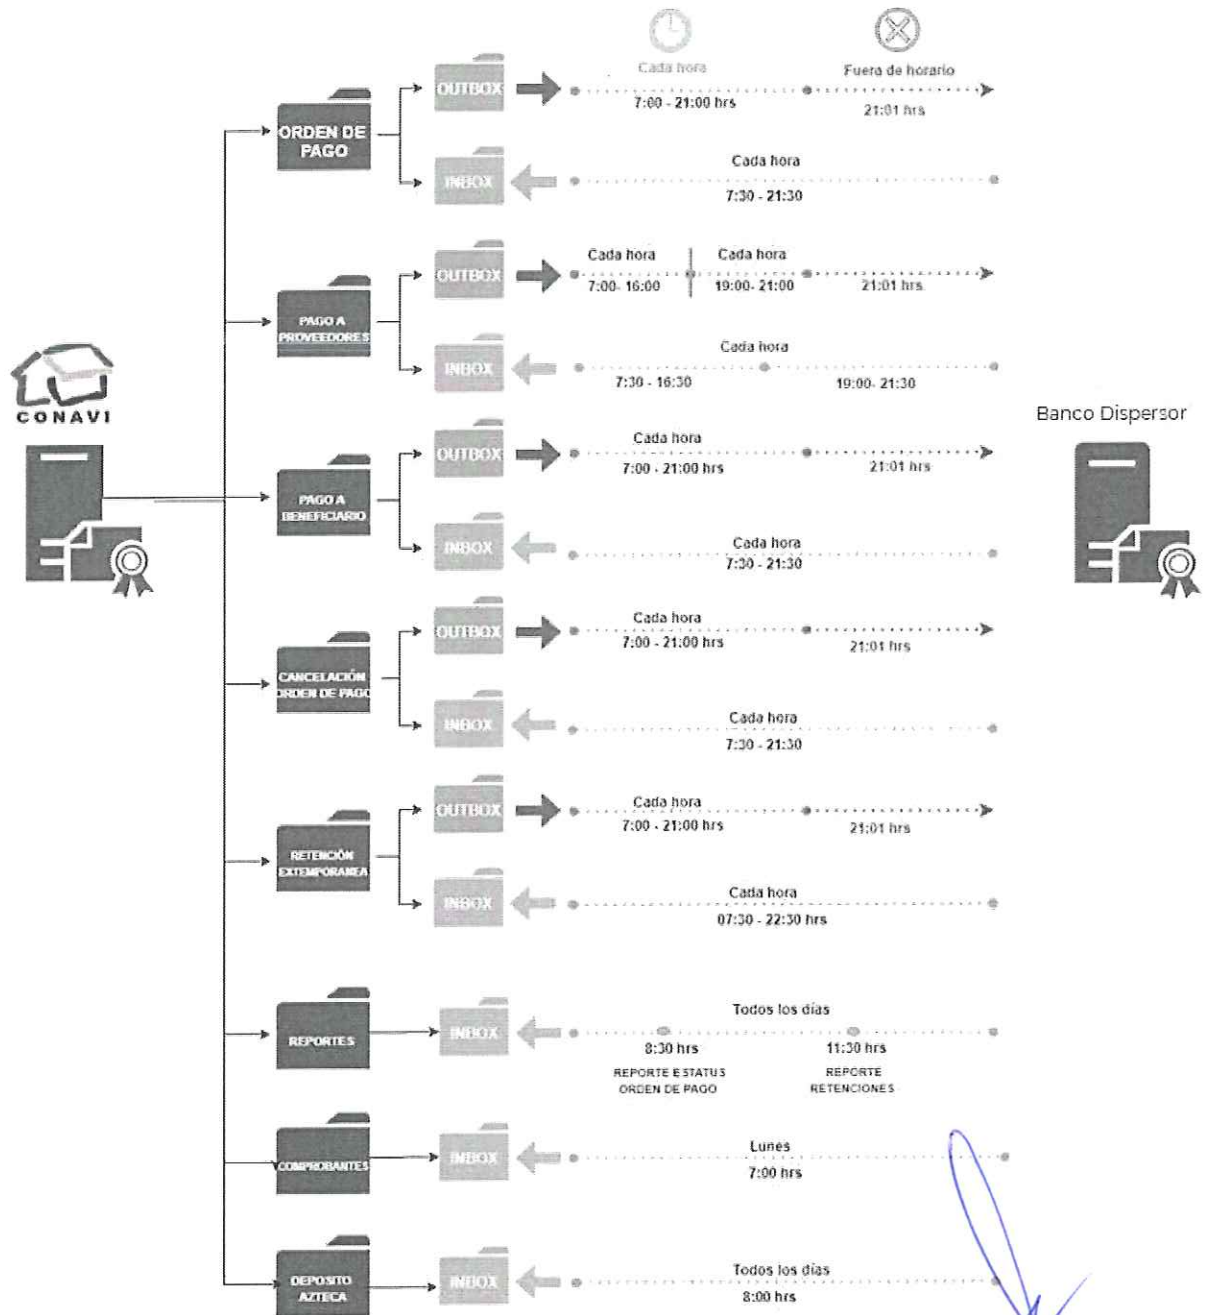 Cada hora
Fuera de horario
OUTBOX
7:00 - 21:00 hrs
21:01 hrs
ORDEN DE
PAGO
Cada hora
INBOX
7:30 - 21:30
Cada hora
Cada hora
OUTBOX
7:00- 16:00
19:00- 21:00
21:01 hrs
PAGO A
PROVEEDORES
Cada hora
INBOX
7:30 - 16:30
19:00- 21:30
CONAVI
Banco Dispersor
Cada hora
OUTBOX
7:00 - 21:00 hrs
21:01 hrs
PAGO A
BENEFICIARIO
Cada hora
INBOX
7:30 - 21:30
Cada hora
OUTBOX
7:00 - 21:00 hrs
21:01 hrs
CANCELACIÓN
ORDEN DE PAGO
Cada hora
INBOX
7:30 - 21:30
Cada hora
OUTBOX
7:00 - 21:00 hrs
21:01 hrs
RETENCIÓN
EXTEMPORANEA
Cada hora
INBOX
07:30 - 22:30 hrs
Todos los días
REPORTES
INBOX
8:30 hrs
11:30 hrs
REPORTE ESTATUS
ORDEN DE PAGO
REPORTE
RETENCIONES
Lunes
COMPROBANTES
INBOX
7:00 hrs
Todos los días
DEPOSITO
AZTECA
INBOX
8:00 hrs